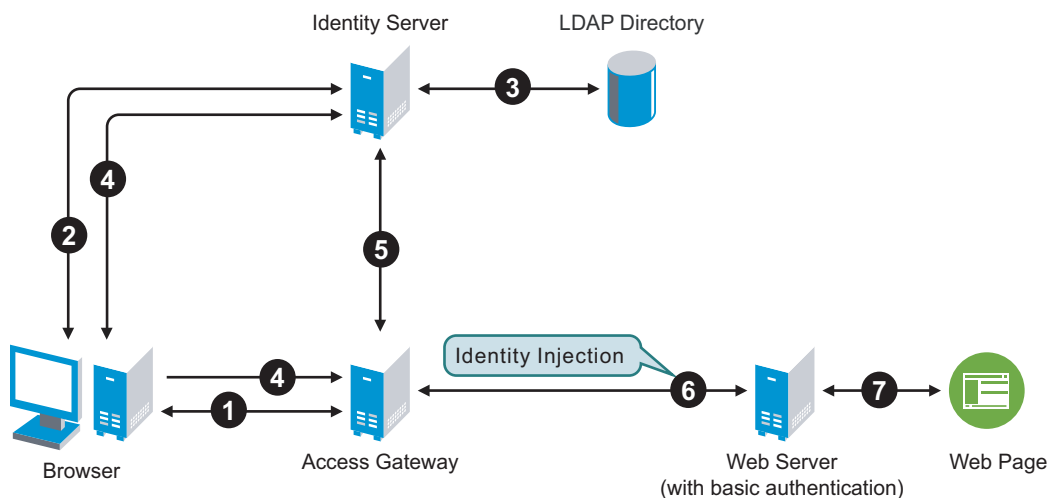 Identity Server
LDAP Directory
3
4
2
5
Identity Injection
4
6
7
1
Browser
Access Gateway
Web Server
(with basic authentication)
Web Page